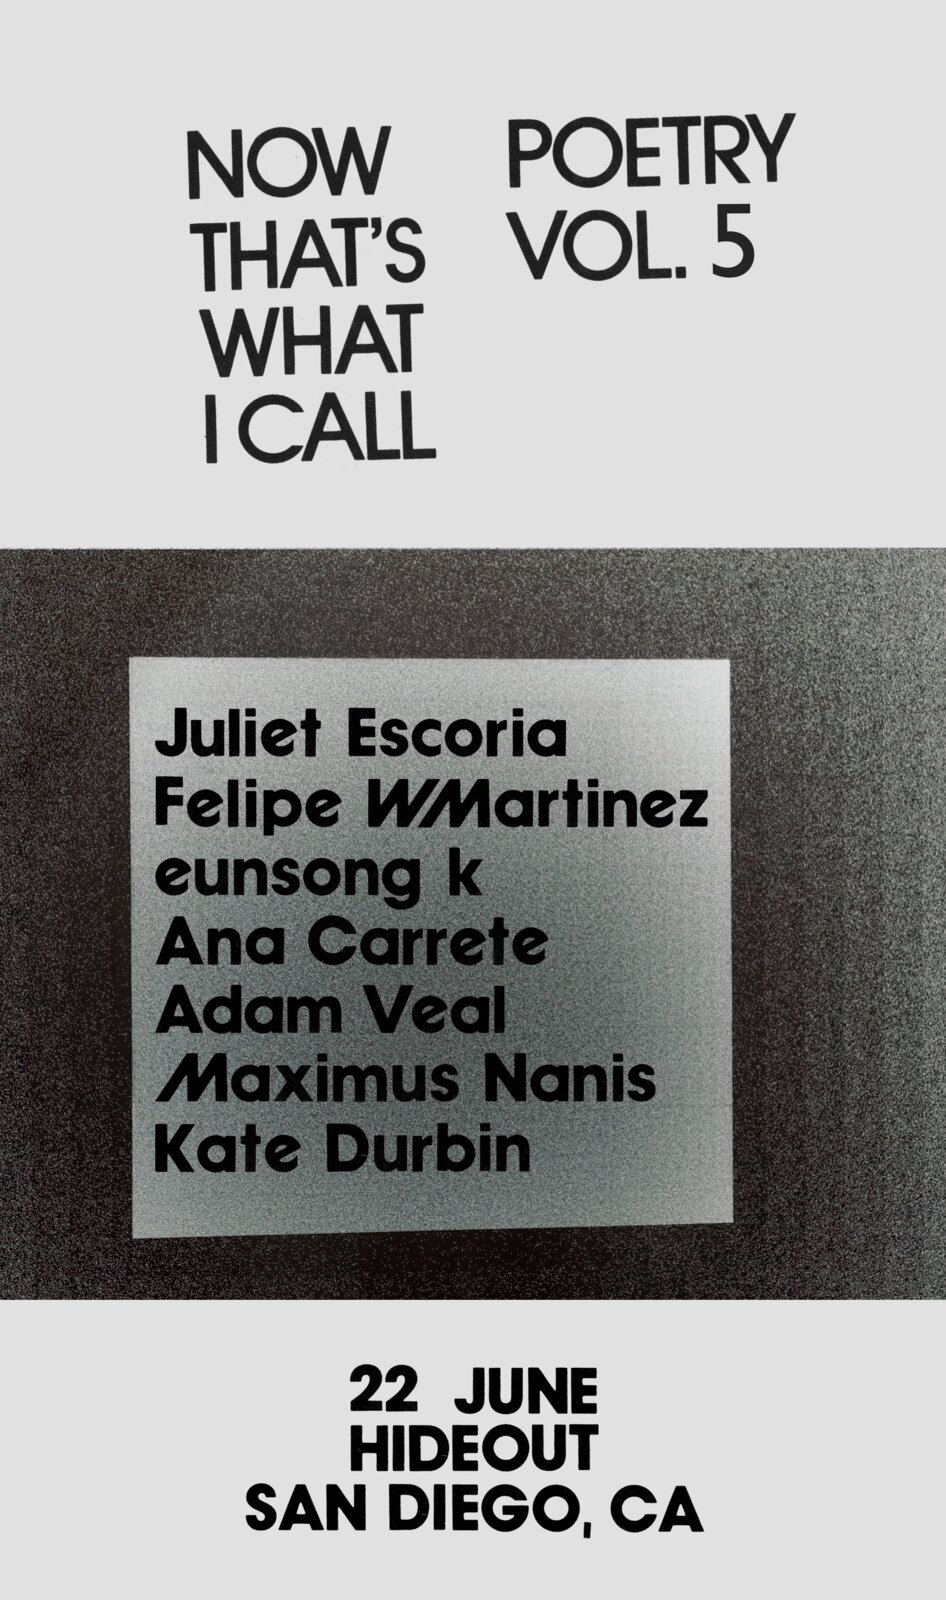 NOW
THAT'S
WHAT
I CALL
POETRY
VOL. 5
Juliet Escoria
Felipe WMartinez
eunsong k
Ana Carrete
Adam Veal
Maximus Nanis
Kate Durbin
22 JUNE
HIDEOUT
SAN DIEGO, CA